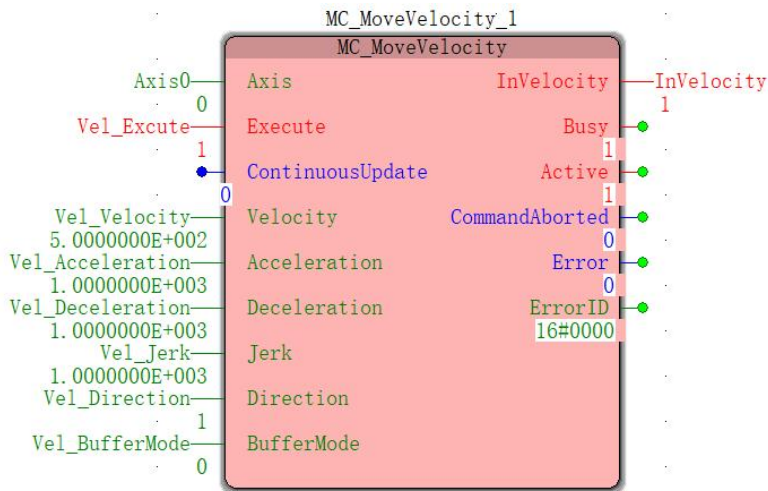 MC_MoveVelocity_1
MC_MoveVelocity
Axis0 Axis InVelocity InVelocity
0 1
Vel_Excute Execute Busy
1 1
ContinuousUpdate Active
0 1
Vel_Velocity Velocity CommandAborted
5.0000000E+002 0
Vel_Acceleration Acceleration Error
1.0000000E+003 0
Vel_Deceleration Deceleration ErrorID
1.0000000E+003 16#0000
Vel_Jerk Jerk
1.0000000E+003
Vel_Direction Direction
1
Vel_BufferMode BufferMode
0